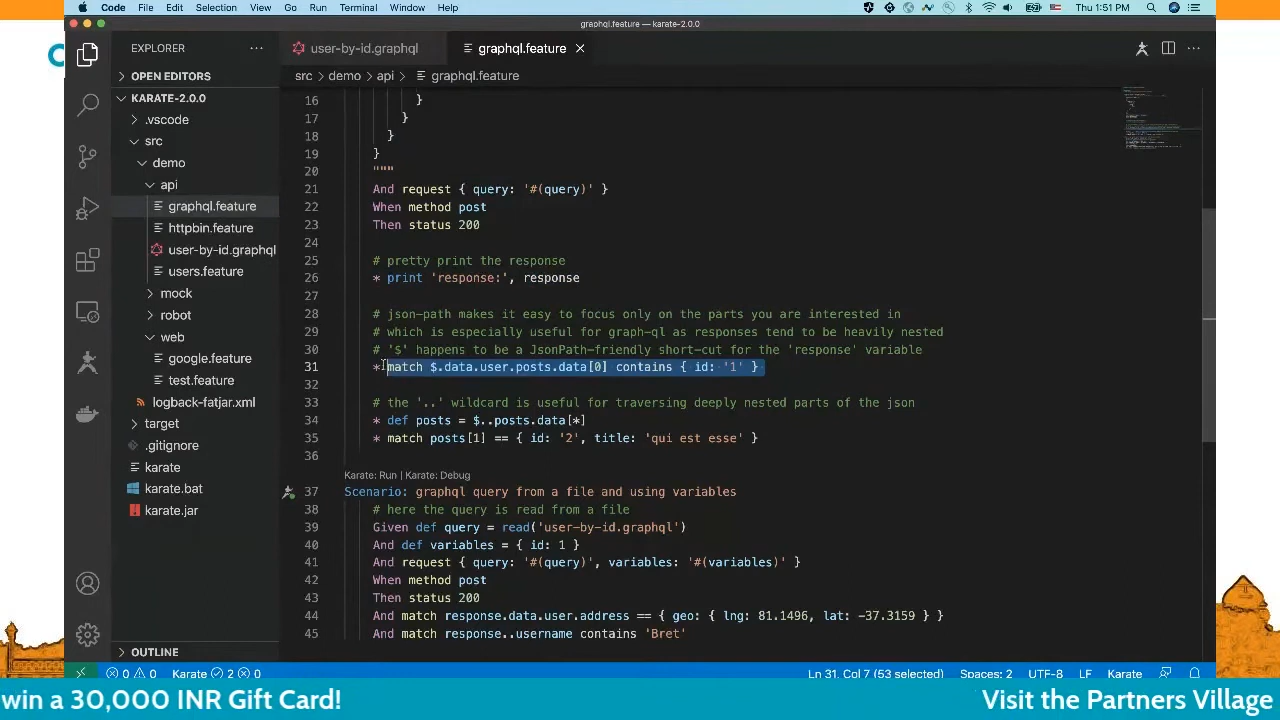 Code File Edit Selection View Go Run Terminal Window Help
Thu 1:51 PM
graphql.feature — karate-2.0.0
EXPLORER
OPEN EDITORS
KARATE-2.0.0
.vscode
src
demo
api
graphql.feature
httpbin.feature
user-by-id.graphql
users.feature
mock
robot
web
google.feature
test.feature
logback-fatjar.xml
target
.gitignore
karate
karate.bat
karate.jar
OUTLINE
user-by-id.graphql
graphql.feature
src > demo > api > graphql.feature
16 }
17 }
18 }
19 }
20 """
21 And request { query: '#(query)' }
22 When method post
23 Then status 200
24
25 # pretty print the response
26 * print 'response:', response
27
28 # json-path makes it easy to focus only on the parts you are interested in
29 # which is especially useful for graph-ql as responses tend to be heavily nested
30 # '$' happens to be a JsonPath-friendly short-cut for the 'response' variable
31 * match $.data.user.posts.data[0] contains { id: '1' }
32
33 # the '..' wildcard is useful for traversing deeply nested parts of the json
34 * def posts = $..posts.data[*]
35 * match posts[1] == { id: '2', title: 'qui est esse' }
36
Karate: Run | Karate: Debug
37 Scenario: graphql query from a file and using variables
38 # here the query is read from a file
39 Given def query = read('user-by-id.graphql')
40 And def variables = { id: 1 }
41 And request { query: '#(query)', variables: '#(variables)' }
42 When method post
43 Then status 200
44 And match response.data.user.address == { geo: { lng: 81.1496, lat: -37.3159 } }
45 And match response..username contains 'Bret'
0 0 Karate 2 0
Ln 31, Col 7 (53 selected) Spaces: 2 UTF-8 LF Karate
win a 30,000 INR Gift Card!
Visit the Partners Village